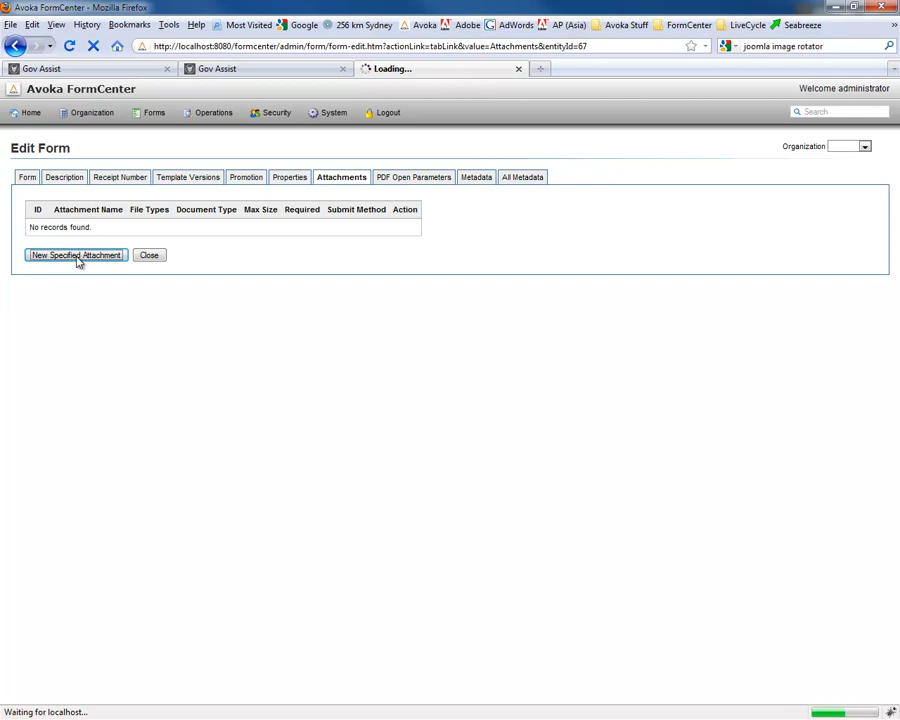 Avoka FormCenter - Mozilla Firefox
File Edit View History Bookmarks Tools Help Most Visited Google 256 km Sydney Avoka Adobe AdWords AP (Asia) Avoka Stuff FormCenter LiveCycle Seabreeze »
http://localhost:8080/formcenter/admin/form/form-edit.htm?actionLink=tabLink&value=Attachments&entityId=67 joomla image rotator
Gov Assist Gov Assist Loading...
Avoka FormCenter Welcome administrator
Home Organization Forms Operations Security System Logout Search
Edit Form Organization
Form Description Receipt Number Template Versions Promotion Properties Attachments PDF Open Parameters Metadata All Metadata
ID Attachment Name File Types Document Type Max Size Required Submit Method Action
No records found.
New Specified Attachment Close
Waiting for localhost...